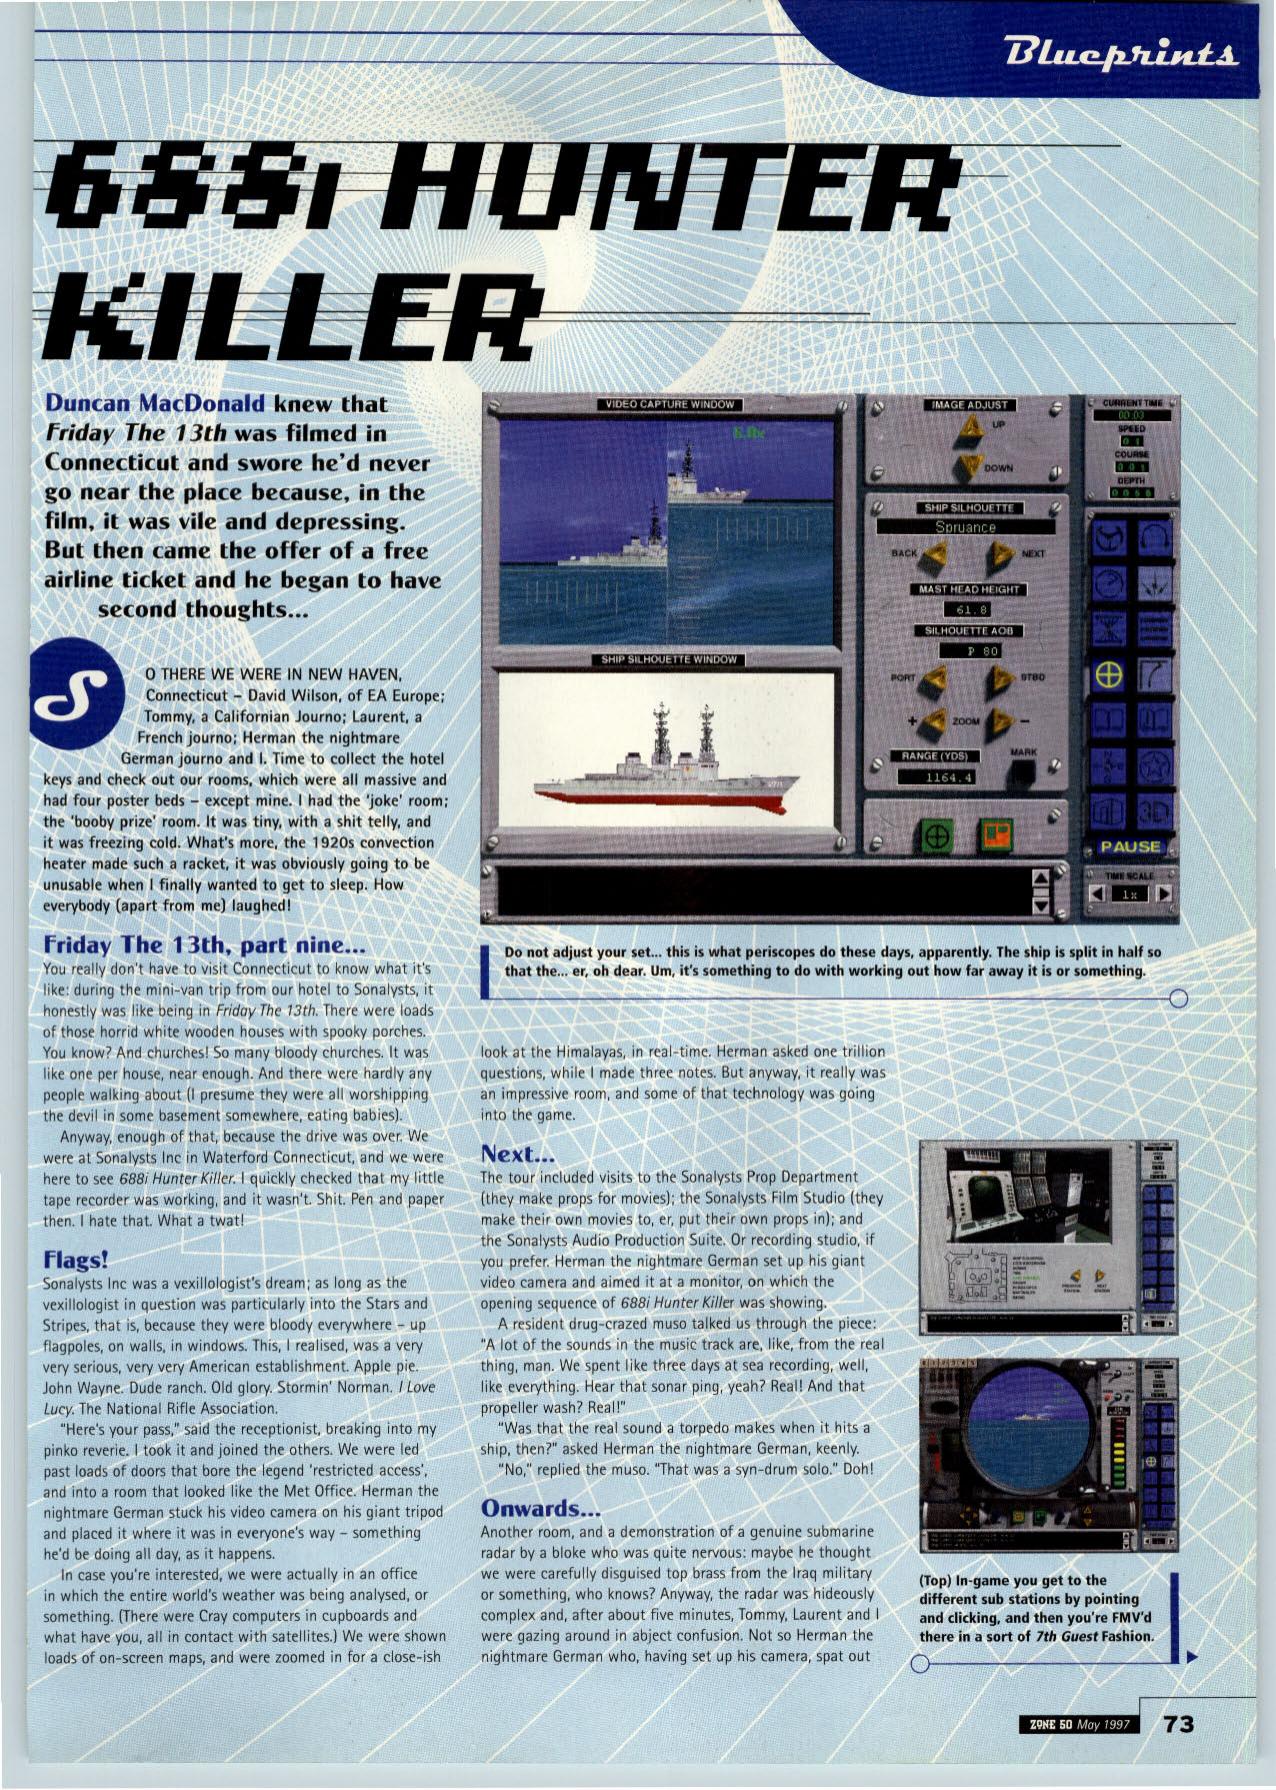 Blueprints
688i HUNTER
KILLER
Duncan MacDonald knew that
Friday The 13th was filmed in
Connecticut and swore he'd never
go near the place because, in the
film, it was vile and depressing.
But then came the offer of a free
airline ticket and he began to have
second thoughts...
SO THERE WE WERE IN NEW HAVEN,
Connecticut – David Wilson, of EA Europe;
Tommy, a Californian Journo; Laurent, a
French journo; Herman the nightmare
German journo and I. Time to collect the hotel
keys and check out our rooms, which were all massive and
had four poster beds – except mine. I had the 'joke' room;
the 'booby prize' room. It was tiny, with a shit telly, and
it was freezing cold. What's more, the 1920s convection
heater made such a racket, it was obviously going to be
unusable when I finally wanted to get to sleep. How
everybody (apart from me) laughed!
Friday The 13th, part nine...
You really don't have to visit Connecticut to know what it's
like: during the mini-van trip from our hotel to Sonalysts, it
honestly was like being in Friday The 13th. There were loads
of those horrid white wooden houses with spooky porches.
You know? And churches! So many bloody churches. It was
like one per house, near enough. And there were hardly any
people walking about (I presume they were all worshipping
the devil in some basement somewhere, eating babies).
Anyway, enough of that, because the drive was over. We
were at Sonalysts Inc in Waterford Connecticut, and we were
here to see 688i Hunter Killer. I quickly checked that my little
tape recorder was working, and it wasn't. Shit. Pen and paper
then. I hate that. What a twat!
Flags!
Sonalysts Inc was a vexillologist's dream; as long as the
vexillologist in question was particularly into the Stars and
Stripes, that is, because they were bloody everywhere – up
flagpoles, on walls, in windows. This, I realised, was a very
very serious, very very American establishment. Apple pie.
John Wayne. Dude ranch. Old glory. Stormin' Norman. I Love
Lucy. The National Rifle Association.
"Here's your pass," said the receptionist, breaking into my
pinko reverie. I took it and joined the others. We were led
past loads of doors that bore the legend 'restricted access',
and into a room that looked like the Met Office. Herman the
nightmare German stuck his video camera on his giant tripod
and placed it where it was in everyone's way – something
he'd be doing all day, as it happens.
In case you're interested, we were actually in an office
in which the entire world's weather was being analysed, or
something. (There were Cray computers in cupboards and
what have you, all in contact with satellites.) We were shown
loads of on-screen maps, and were zoomed in for a close-ish
VIDEO CAPTURE WINDOW
6.0x
SHIP SILHOUETTE WINDOW
IMAGE ADJUST
UP
DOWN
SHIP SILHOUETTE
Spruance
BACK
NEXT
MAST HEAD HEIGHT
61.8
SILHOUETTE AOB
P 80
PORT
STBD
+ ZOOM −
RANGE (YDS)
MARK
1164.4
CURRENT TIME
00:03
SPEED
01
COURSE
001
DEPTH
3D
PAUSE
TIME SCALE
1x
Do not adjust your set... this is what periscopes do these days, apparently. The ship is split in half so
that the... er, oh dear. Um, it's something to do with working out how far away it is or something.
look at the Himalayas, in real-time. Herman asked one trillion
questions, while I made three notes. But anyway, it really was
an impressive room, and some of that technology was going
into the game.
Next...
The tour included visits to the Sonalysts Prop Department
(they make props for movies); the Sonalysts Film Studio (they
make their own movies to, er, put their own props in); and
the Sonalysts Audio Production Suite. Or recording studio, if
you prefer. Herman the nightmare German set up his giant
video camera and aimed it at a monitor, on which the
opening sequence of 688i Hunter Killer was showing.
A resident drug-crazed muso talked us through the piece:
"A lot of the sounds in the music track are, like, from the real
thing, man. We spent like three days at sea recording, well,
like everything. Hear that sonar ping, yeah? Real! And that
propeller wash? Real!"
"Was that the real sound a torpedo makes when it hits a
ship, then?" asked Herman the nightmare German, keenly.
"No," replied the muso. "That was a syn-drum solo." Doh!
Onwards...
Another room, and a demonstration of a genuine submarine
radar by a bloke who was quite nervous: maybe he thought
we were carefully disguised top brass from the Iraq military
or something, who knows? Anyway, the radar was hideously
complex and, after about five minutes, Tommy, Laurent and I
were gazing around in abject confusion. Not so Herman the
nightmare German who, having set up his camera, spat out
(Top) In-game you get to the
different sub stations by pointing
and clicking, and then you're FMV'd
there in a sort of 7th Guest Fashion.
ZONE 50 May 1997 73